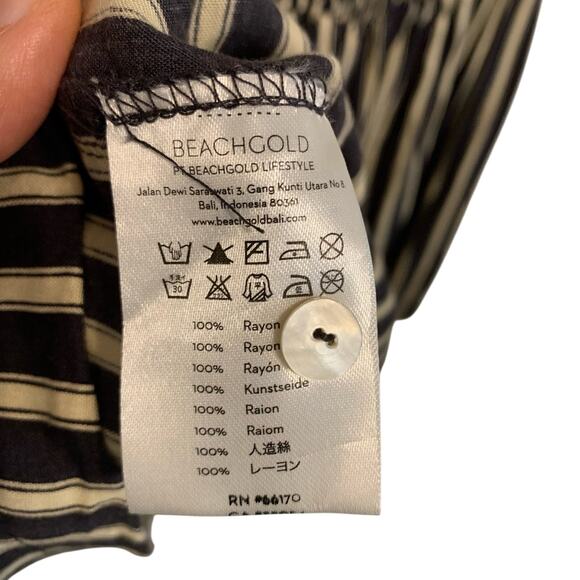 BEACHGOLD
PT. BEACHGOLD LIFESTYLE
Jalan Dewi Saraswati 3, Gang Kunti Utara No 8
Bali, Indonesia 80361
www.beachgoldbali.com
30
100% Rayon
100% Rayon
100% Rayón
100% Kunstseide
100% Raion
100% Raiom
100% 人造絲
100% レーヨン
RN #66170